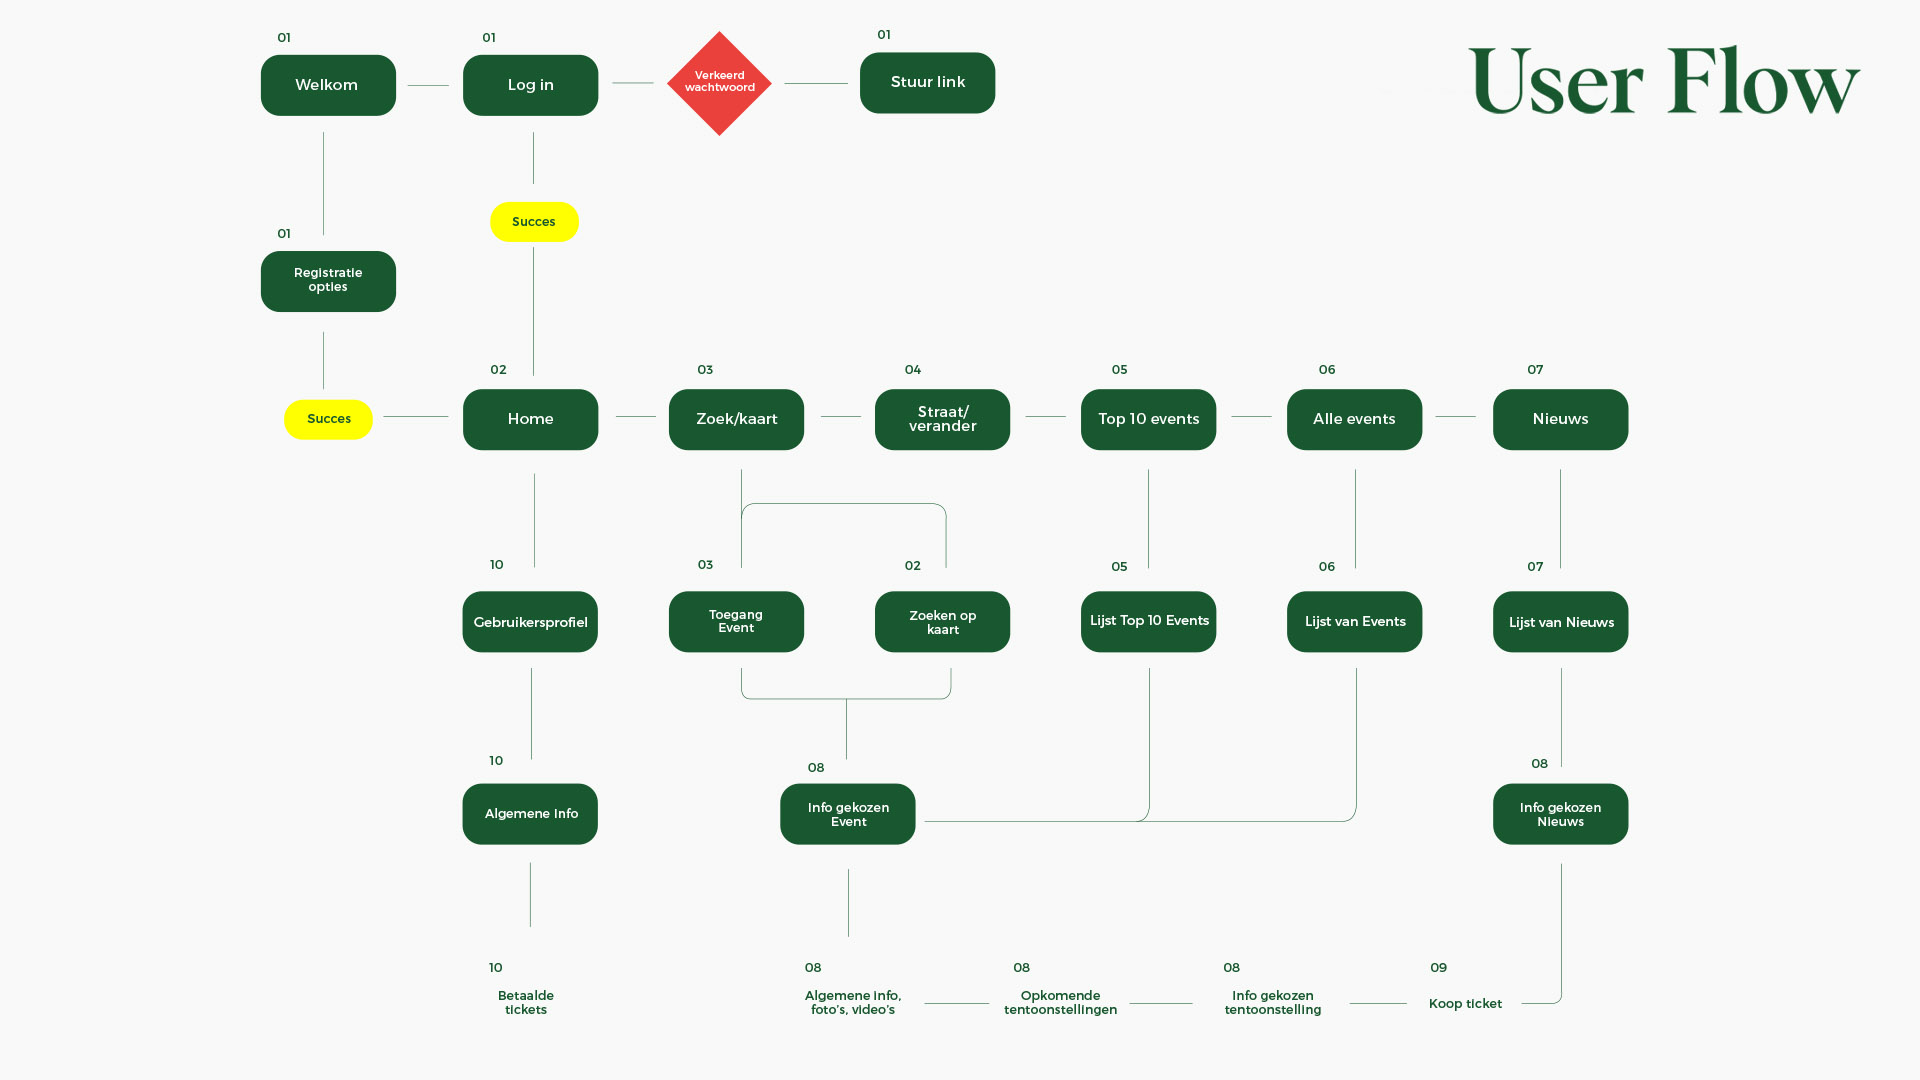 User Flow
01
Welkom
01
Log in
Verkeerd
wachtwoord
01
Stuur link
Succes
01
Registratie
opties
Succes
02
Home
03
Zoek/kaart
04
Straat/
verander
05
Top 10 events
06
Alle events
07
Nieuws
10
Gebruikersprofiel
03
Toegang
Event
02
Zoeken op
kaart
05
Lijst Top 10 Events
06
Lijst van Events
07
Lijst van Nieuws
10
Algemene Info
08
Info gekozen
Event
08
Info gekozen
Nieuws
10
Betaalde
tickets
08
Algemene Info,
foto's, video's
08
Opkomende
tentoonstellingen
08
Info gekozen
tentoonstelling
09
Koop ticket